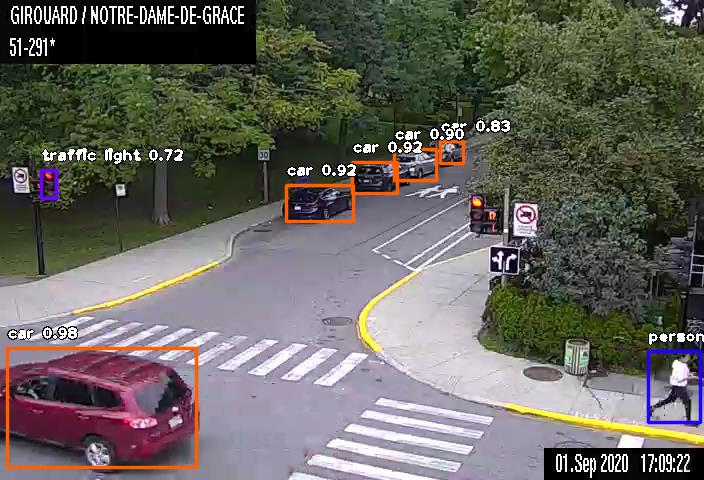 GIROUARD / NOTRE-DAME-DE-GRACE
51-291*
car 0.83
car 0.90
car 0.92
traffic light 0.72
car 0.92
30
car 0.98
person
01.Sep 2020 17:09:22